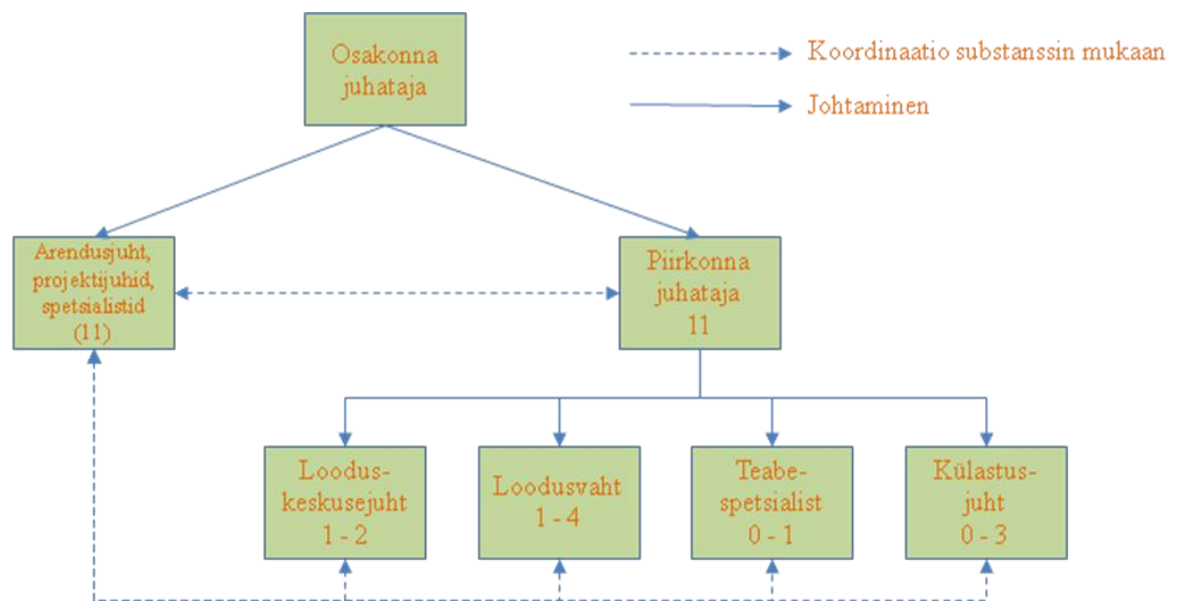 Osakonna
juhataja
Koordinaatio substanssin mukaan
Johtaminen
Arendusjuht,
projektijuhid,
spetsialistid
(11)
Piirkonna
juhataja
11
Loodus-
keskusejuht
1 - 2
Loodusvaht
1 - 4
Teabe-
spetsialist
0 - 1
Külastus-
juht
0 - 3